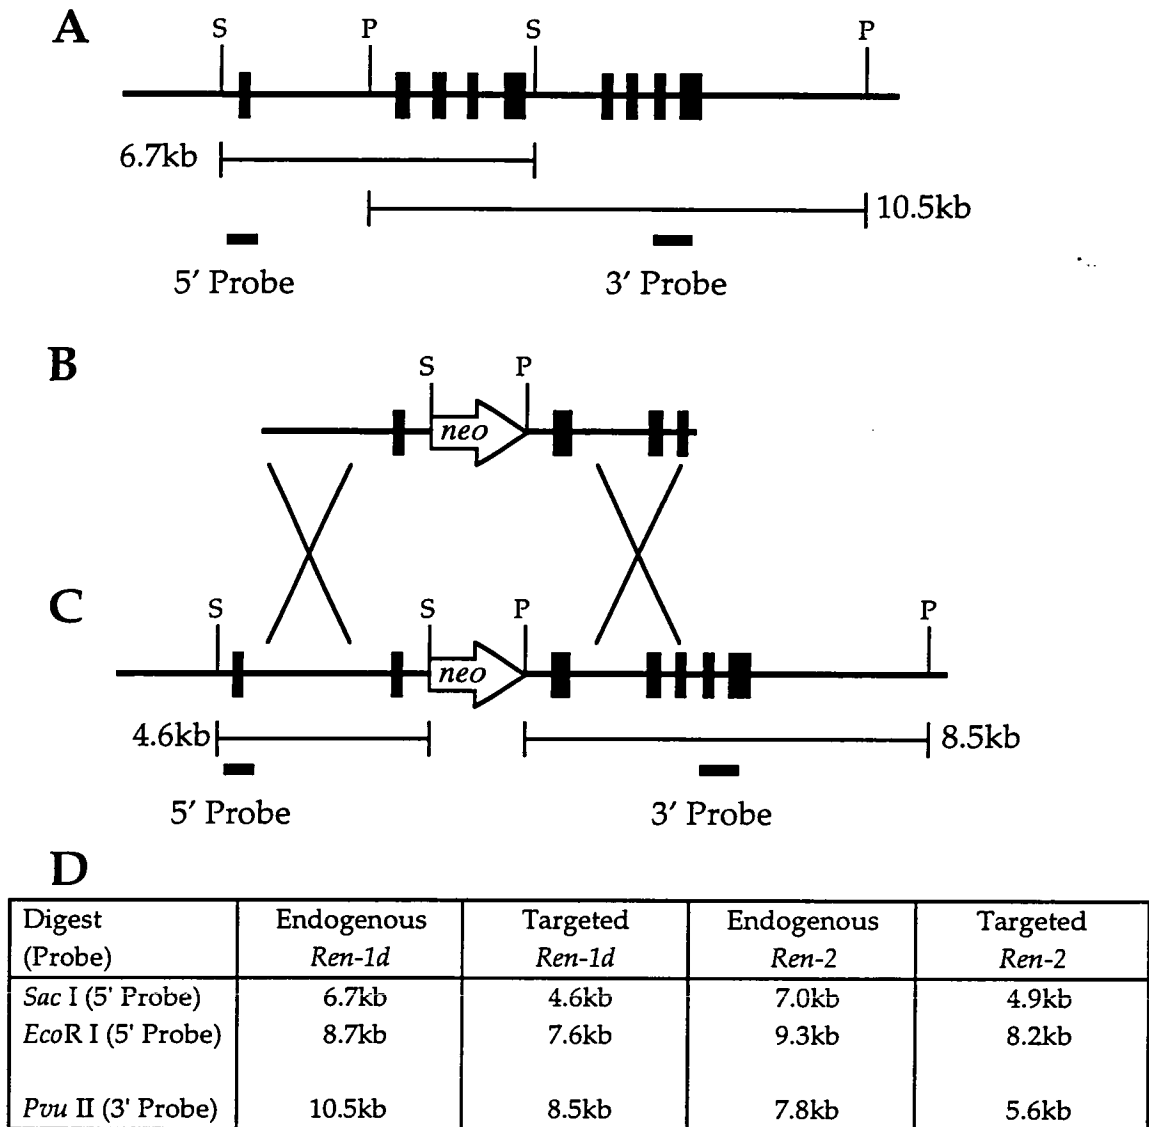 A
S
P
S
P
6.7kb
10.5kb
5' Probe
3' Probe
B
S
P
neo
C
S
S
P
P
neo
4.6kb
8.5kb
5' Probe
3' Probe
D
Digest (Probe) Endogenous Ren-1d Targeted Ren-1d Endogenous Ren-2 Targeted Ren-2
Sac I (5' Probe) 6.7kb 4.6kb 7.0kb 4.9kb
EcoR I (5' Probe) 8.7kb 7.6kb 9.3kb 8.2kb
Pvu II (3' Probe) 10.5kb 8.5kb 7.8kb 5.6kb